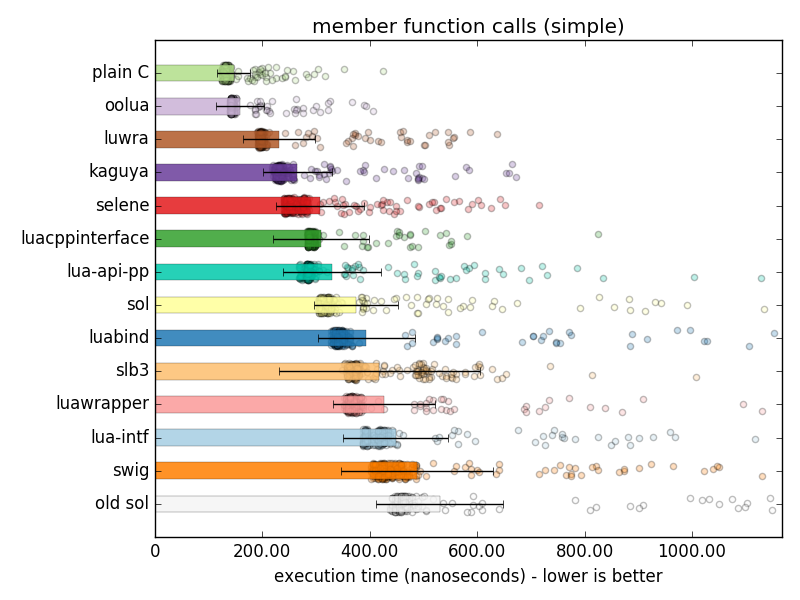 member function calls (simple)
plain C
oolua
luwra
kaguya
selene
luacppinterface
lua-api-pp
sol
luabind
slb3
luawrapper
lua-intf
swig
old sol
0 200.00 400.00 600.00 800.00 1000.00
execution time (nanoseconds) - lower is better